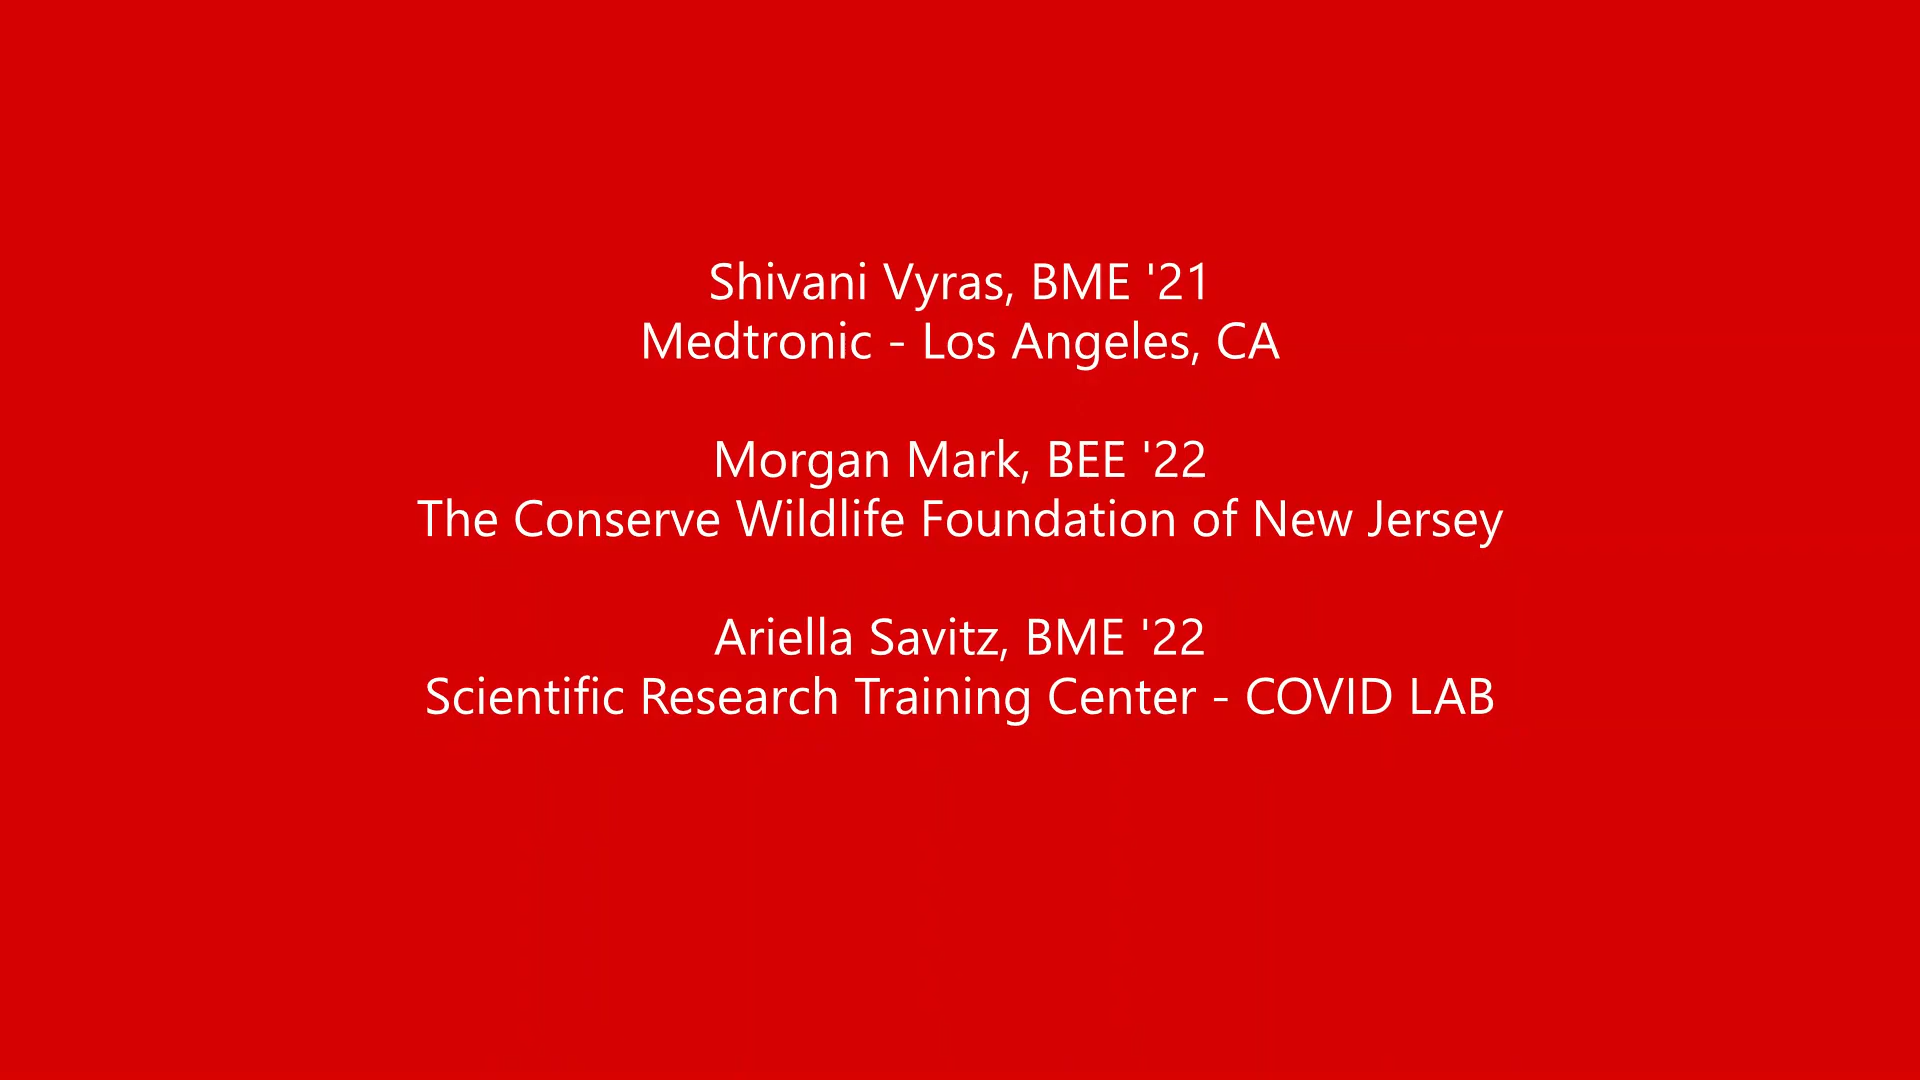 Shivani Vyras, BME '21
Medtronic - Los Angeles, CA
Morgan Mark, BEE '22
The Conserve Wildlife Foundation of New Jersey
Ariella Savitz, BME '22
Scientific Research Training Center - COVID LAB